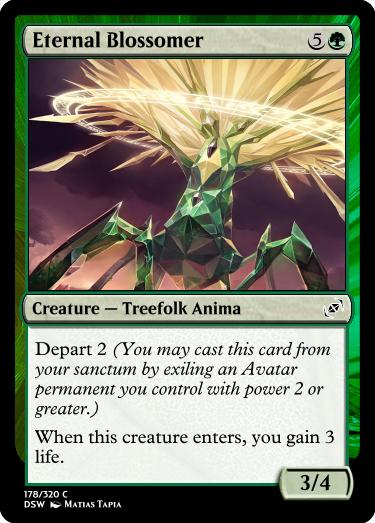 Eternal Blossomer 5
Creature — Treefolk Anima
Depart 2 (You may cast this card from
your sanctum by exiling an Avatar
permanent you control with power 2 or
greater.)
When this creature enters, you gain 3
life.
3/4
178/320 C
DSW Matias Tapia